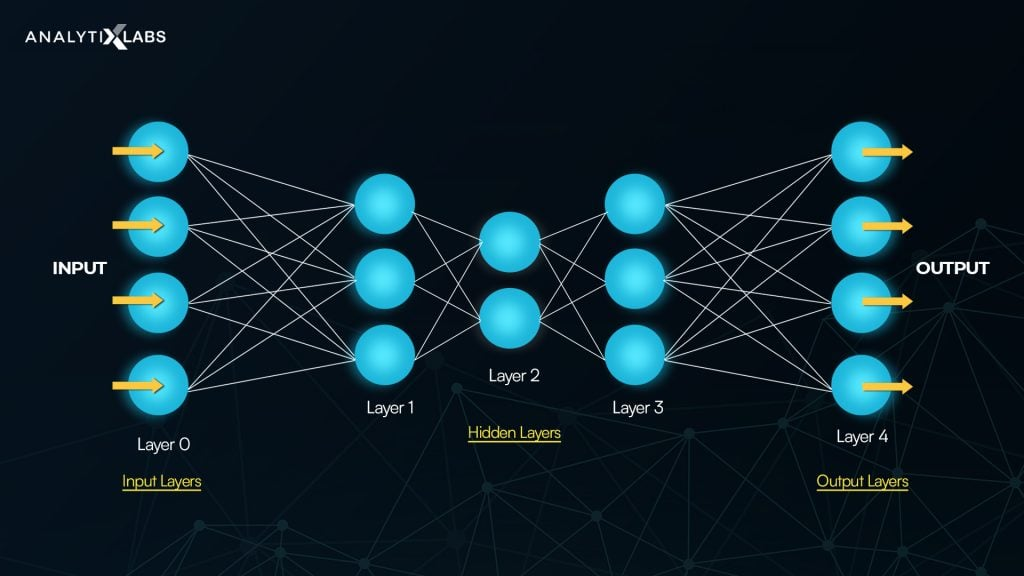 ANALYTIXLABS
INPUT
OUTPUT
Layer 0
Layer 1
Layer 2
Layer 3
Layer 4
Input Layers
Hidden Layers
Output Layers